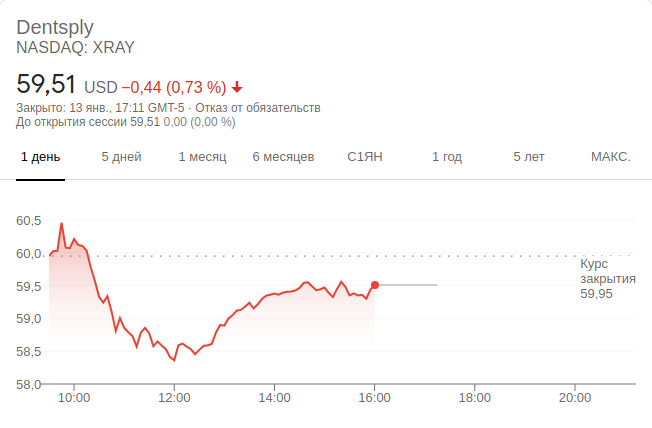 Dentsply
NASDAQ: XRAY
59,51 USD −0,44 (0,73 %)
Закрыто: 13 янв., 17:11 GMT-5 · Отказ от обязательств
До открытия сессии 59,51 0,00 (0,00 %)
1 день 5 дней 1 месяц 6 месяцев С1ЯН 1 год 5 лет МАКС.
60,5
60,0
59,5
59,0
58,5
58,0
Курс
закрытия
59,95
10:00 12:00 14:00 16:00 18:00 20:00